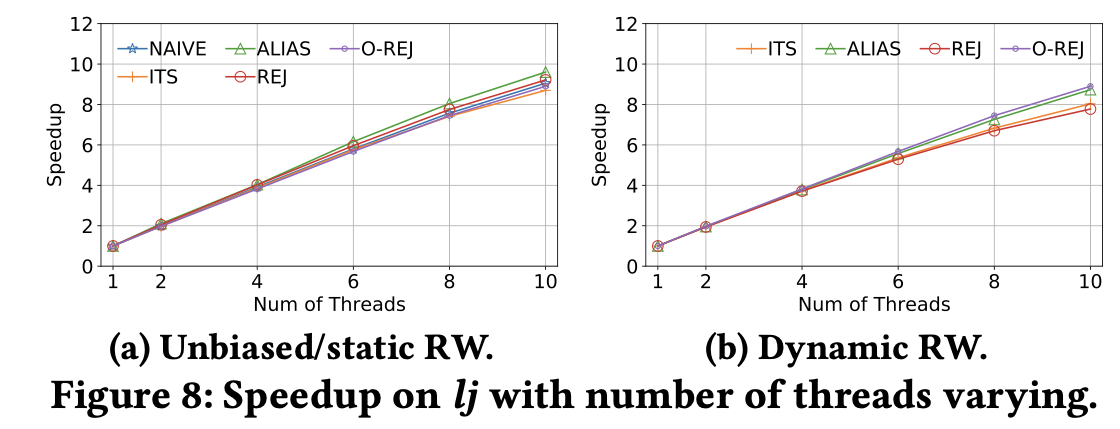 12
10
8
6
4
2
0
Speedup
NAIVE ALIAS O-REJ
ITS REJ
1 2 4 6 8 10
Num of Threads
(a) Unbiased/static RW.
12
10
8
6
4
2
0
Speedup
ITS ALIAS REJ O-REJ
1 2 4 6 8 10
Num of Threads
(b) Dynamic RW.
Figure 8: Speedup on lj with number of threads varying.